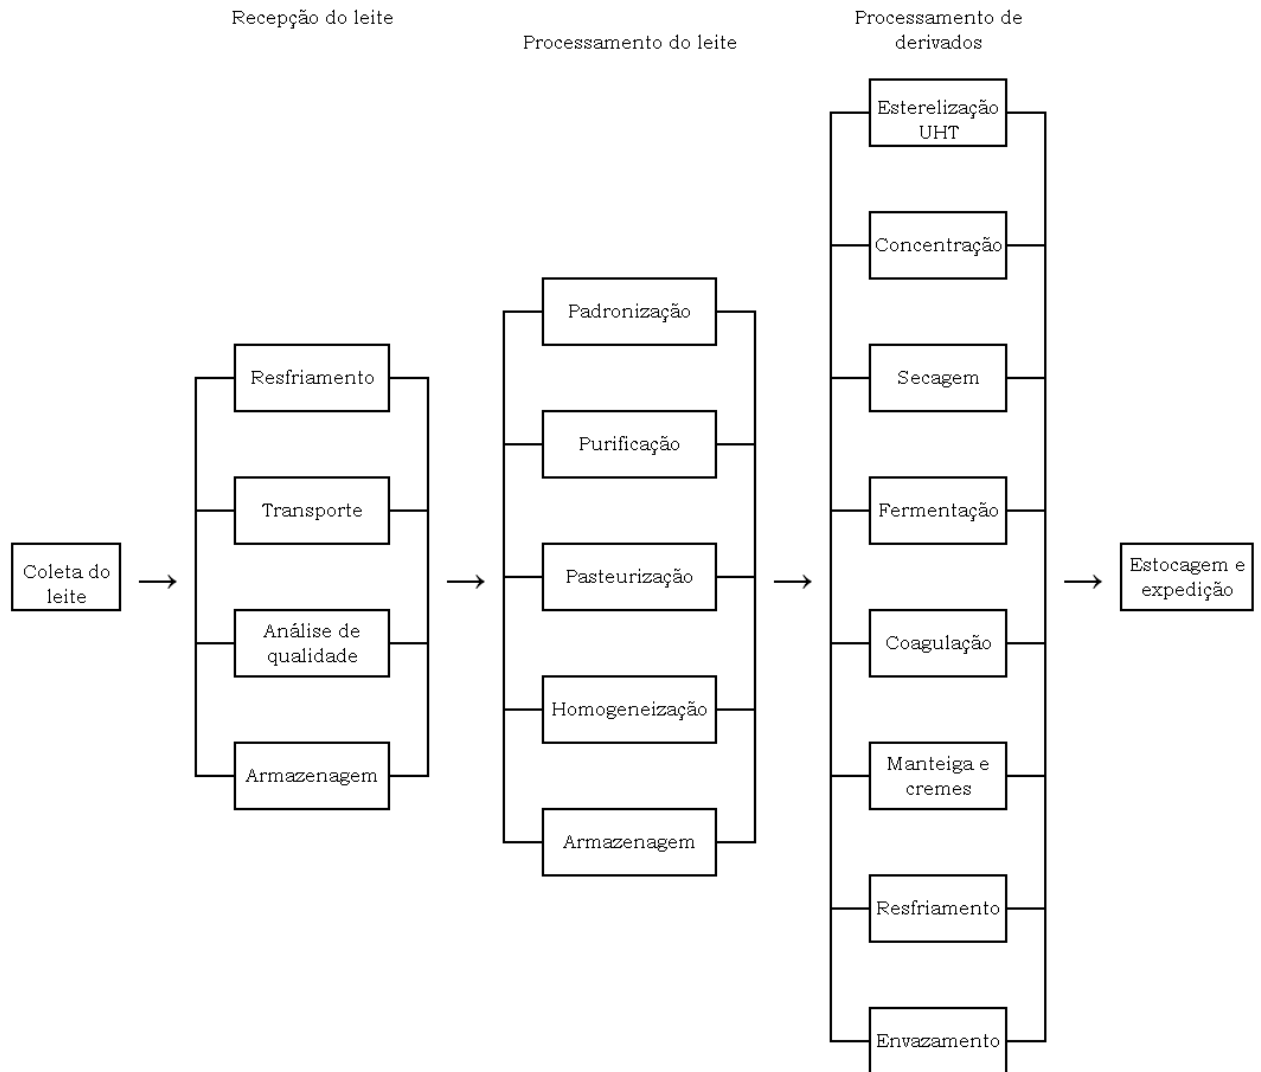 Recepção do leite
Processamento do leite
Processamento de
derivados
Coleta do
leite
Resfriamento
Transporte
Análise de
qualidade
Armazenagem
Padronização
Purificação
Pasteurização
Homogeneização
Armazenagem
Esterelização
UHT
Concentração
Secagem
Fermentação
Coagulação
Manteiga e
cremes
Resfriamento
Envazamento
Estocagem e
expedição